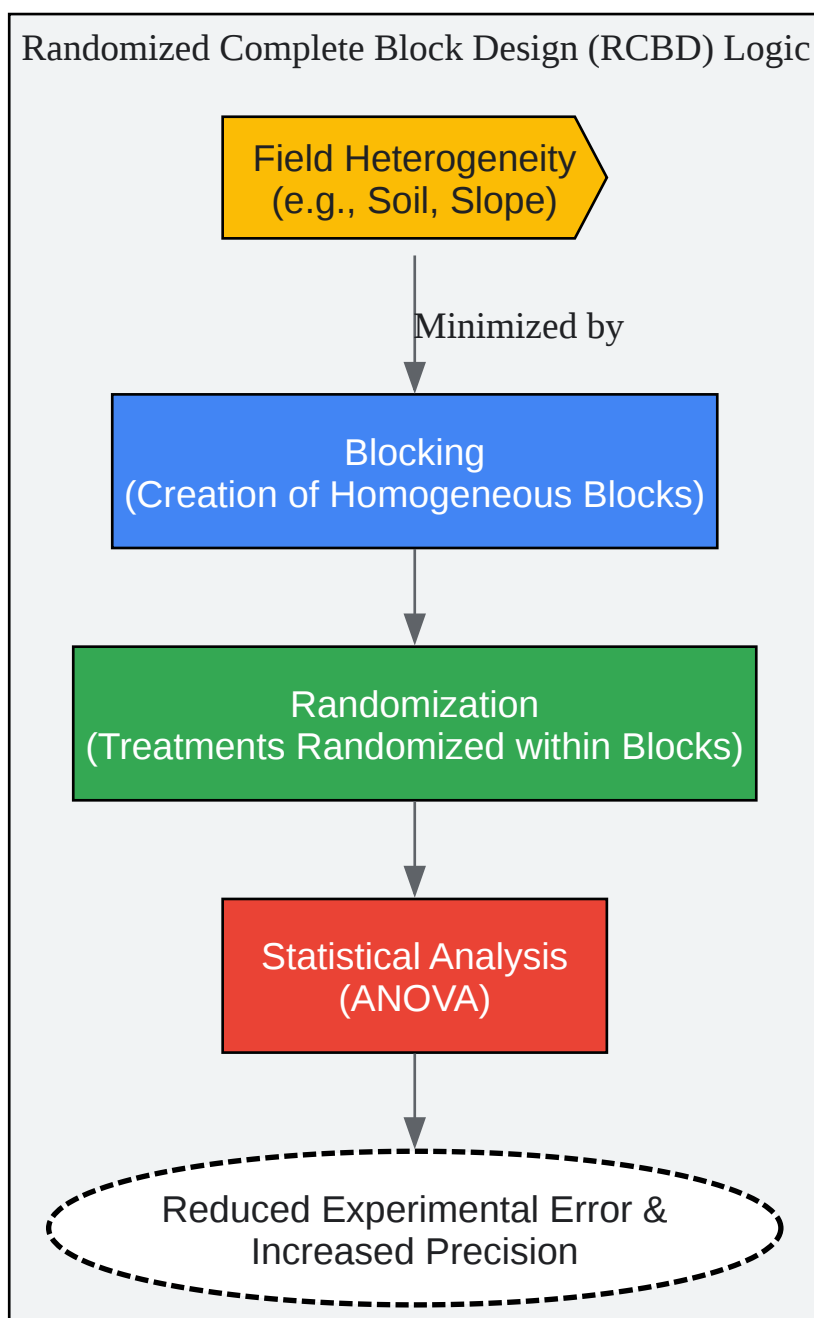 Randomized Complete Block Design (RCBD) Logic
Field Heterogeneity
(e.g., Soil, Slope)
Minimized by
Blocking
(Creation of Homogeneous Blocks)
Randomization
(Treatments Randomized within Blocks)
Statistical Analysis
(ANOVA)
Reduced Experimental Error &
Increased Precision